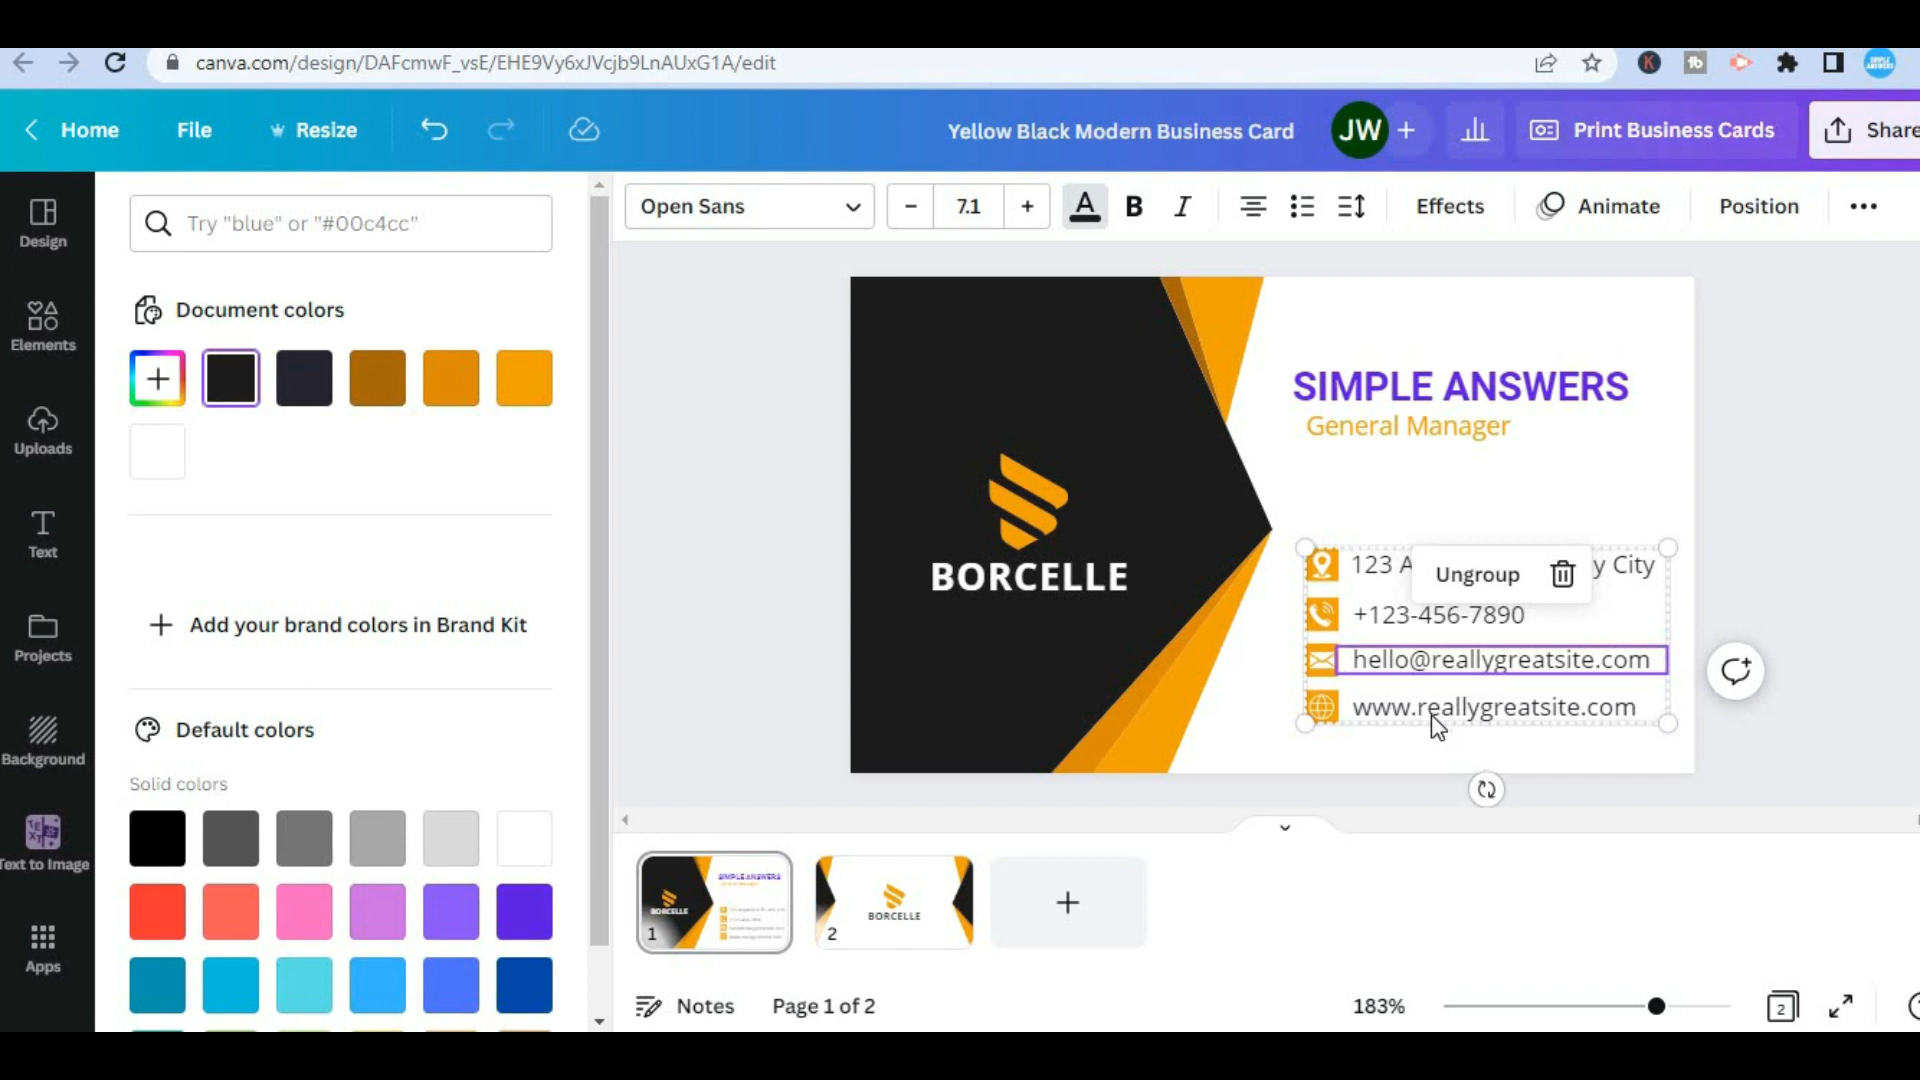 canva.com/design/DAFcmwF_vsE/EHE9Vy6xJVcjb9LnAUxG1A/edit
Home
File
Resize
Yellow Black Modern Business Card
JW
Print Business Cards
Share
Design
Elements
Uploads
Text
Projects
Background
Text to Image
Apps
Try "blue" or "#00c4cc"
Document colors
Add your brand colors in Brand Kit
Default colors
Solid colors
Open Sans
7.1
A
B
I
Effects
Animate
Position
BORCELLE
SIMPLE ANSWERS
General Manager
123 A
y City
Ungroup
+123-456-7890
hello@reallygreatsite.com
www.reallygreatsite.com
BORCELLE
SIMPLE ANSWERS
1
BORCELLE
2
Notes
Page 1 of 2
183%
2